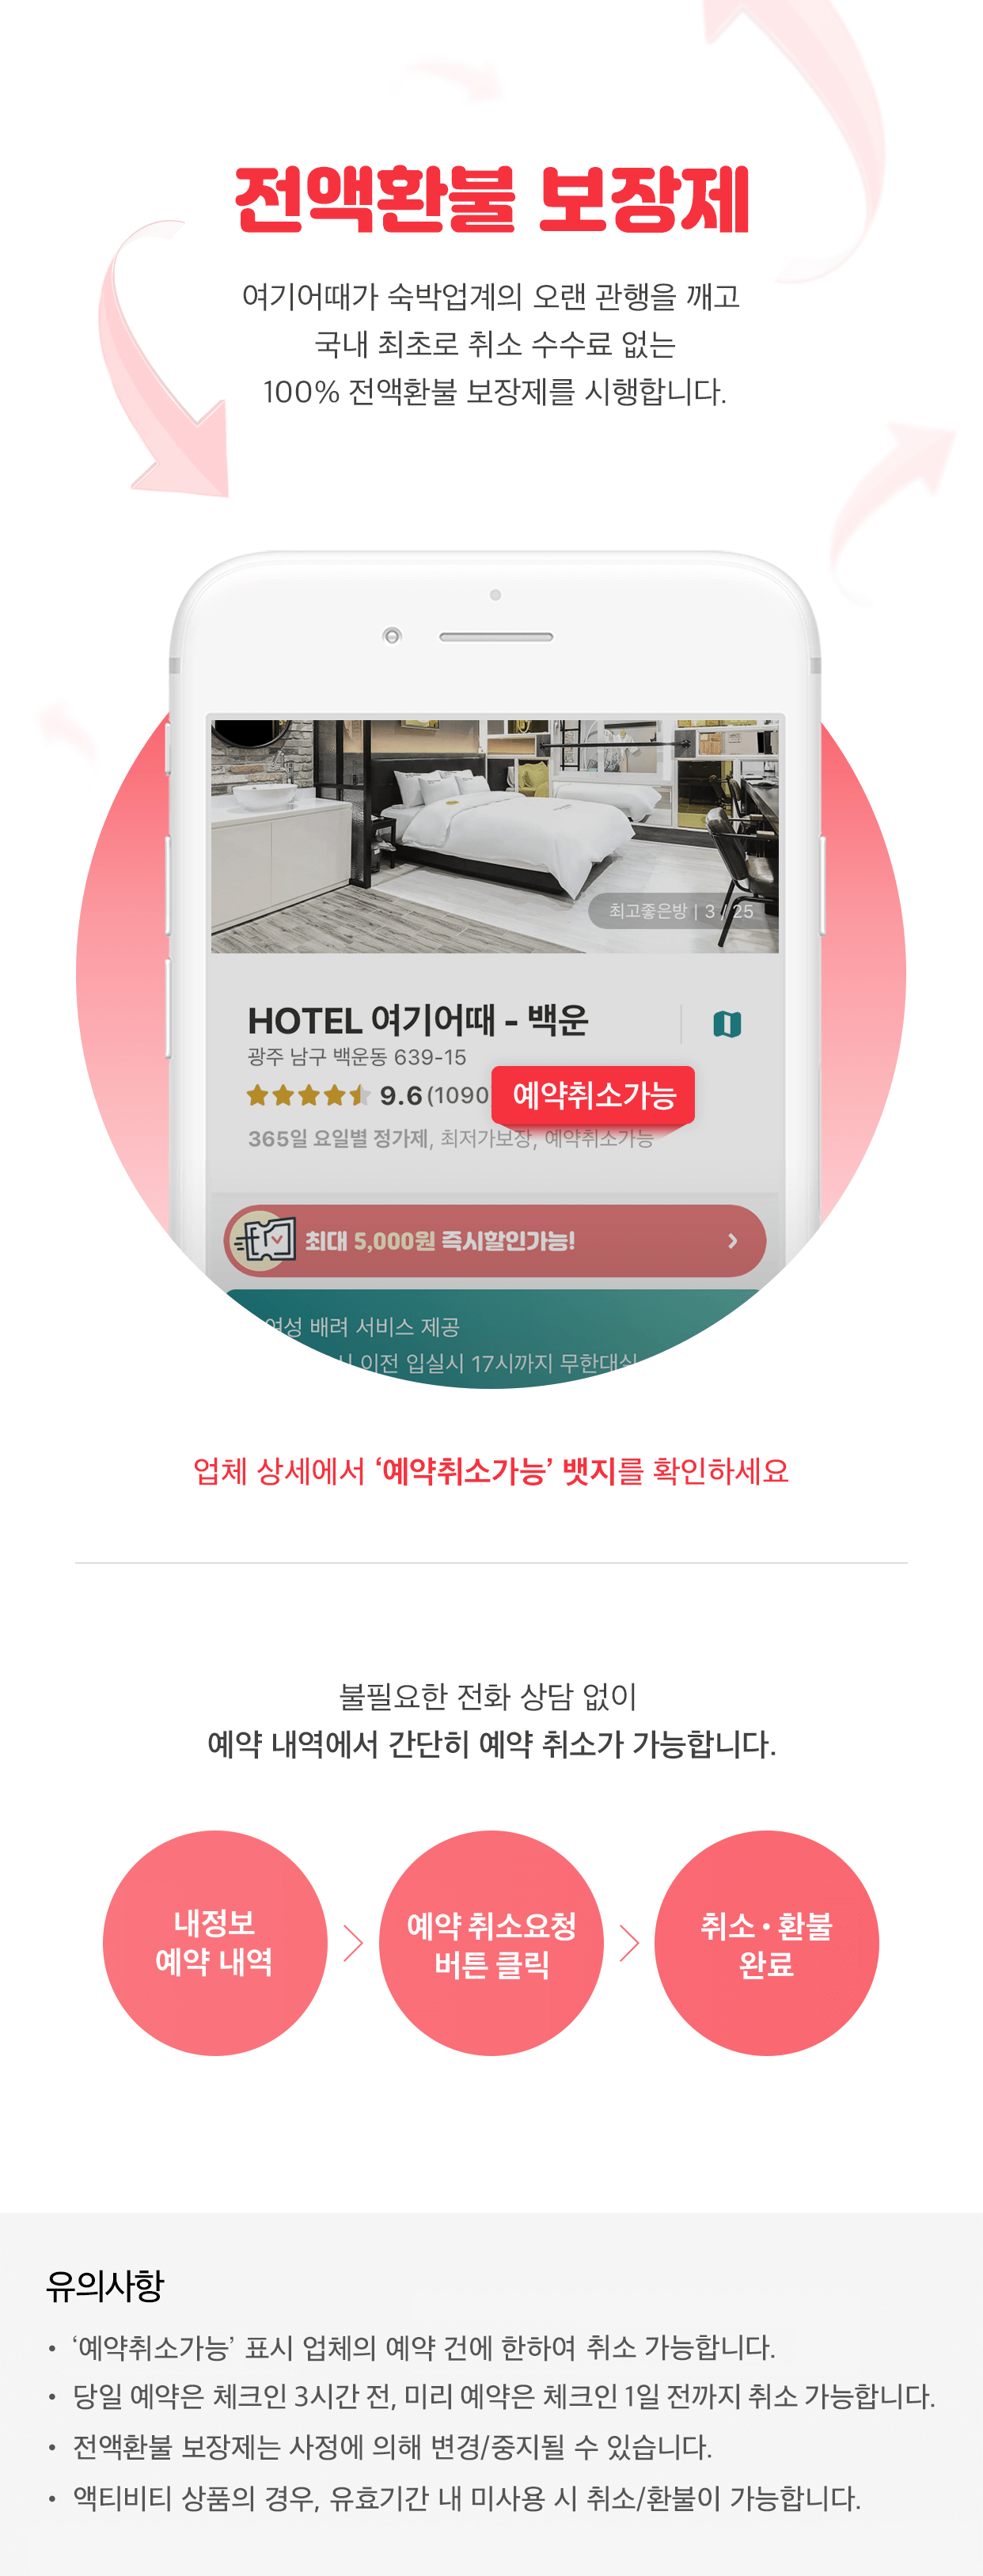 전액환불 보장제
여기어때가 숙박업계의 오랜 관행을 깨고
국내 최초로 취소 수수료 없는
100% 전액환불 보장제를 시행합니다.
최고좋은방 | 3 / 25
HOTEL 여기어때 - 백운
광주 남구 백운동 639-15
9.6 (1090
예약취소가능
365일 요일별 정가제, 최저가보장, 예약취소가능
최대 5,000원 즉시할인가능!
여성 배려 서비스 제공
이전 입실시 17시까지 무한대실
업체 상세에서 ‘예약취소가능’ 뱃지를 확인하세요
불필요한 전화 상담 없이
예약 내역에서 간단히 예약 취소가 가능합니다.
내정보
예약 내역
예약 취소요청
버튼 클릭
취소 • 환불
완료
유의사항
• ‘예약취소가능’ 표시 업체의 예약 건에 한하여 취소 가능합니다.
• 당일 예약은 체크인 3시간 전, 미리 예약은 체크인 1일 전까지 취소 가능합니다.
• 전액환불 보장제는 사정에 의해 변경/중지될 수 있습니다.
• 액티비티 상품의 경우, 유효기간 내 미사용 시 취소/환불이 가능합니다.